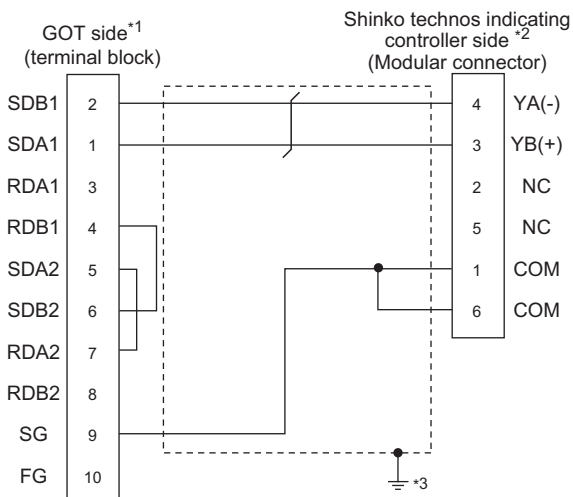 GOT side*1
(terminal block)
Shinko technos indicating
controller side *2
(Modular connector)
SDB1 2 4 YA(-)
SDA1 1 3 YB(+)
RDA1 3 2 NC
RDB1 4 5 NC
SDA2 5 1 COM
SDB2 6 6 COM
RDA2 7
RDB2 8
SG 9
FG 10
*3